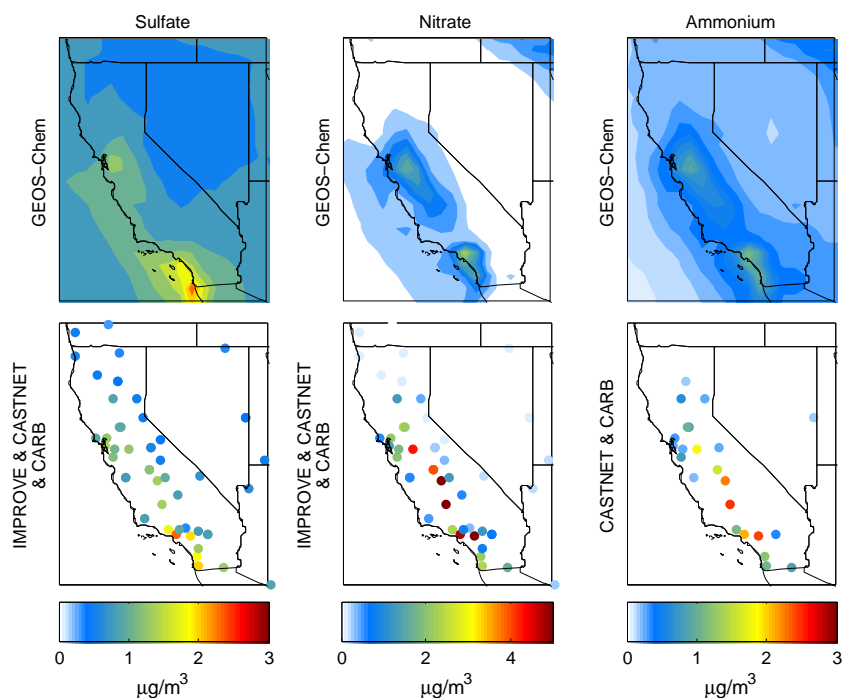 Sulfate
Nitrate
Ammonium
GEOS−Chem
GEOS−Chem
GEOS−Chem
IMPROVE & CASTNET
& CARB
IMPROVE & CASTNET
& CARB
CASTNET & CARB
0 1 2 3
μg/m³
0 2 4
μg/m³
0 1 2 3
μg/m³